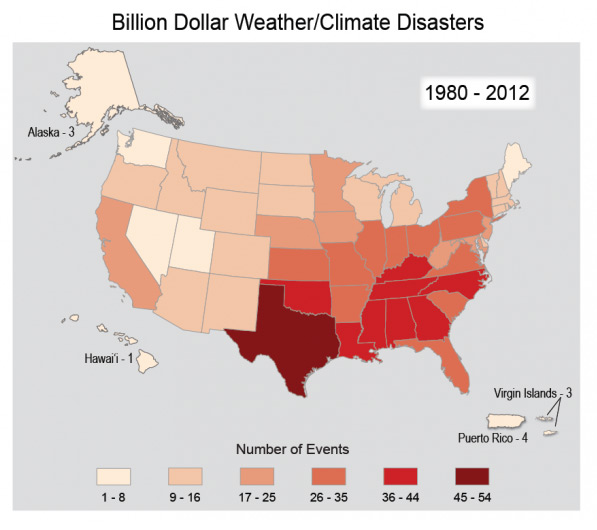 Billion Dollar Weather/Climate Disasters
1980 - 2012
Alaska - 3
Hawai‘i - 1
Virgin Islands - 3
Puerto Rico - 4
Number of Events
1 - 8 9 - 16 17 - 25 26 - 35 36 - 44 45 - 54